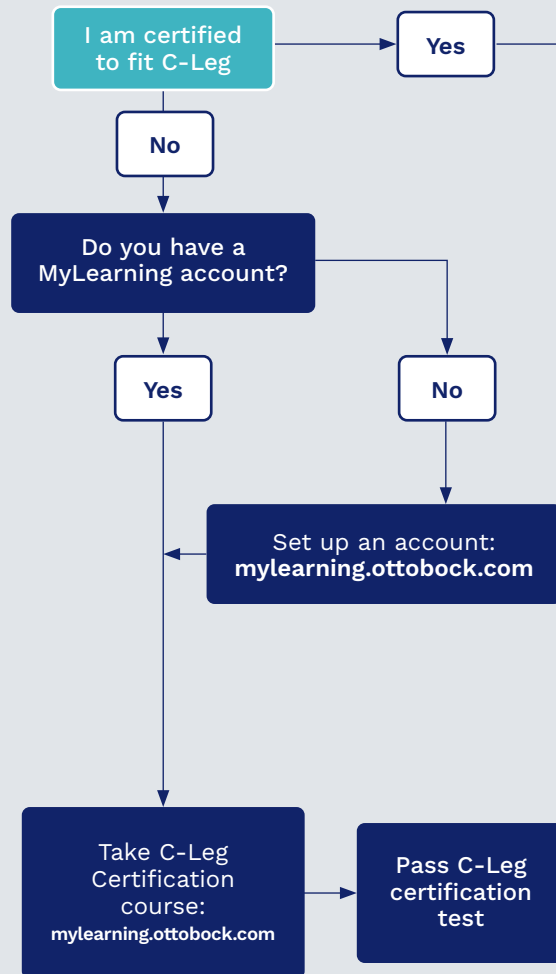 I am certified
to fit C-Leg
Yes
No
Do you have a
MyLearning account?
Yes
No
Set up an account:
mylearning.ottobock.com
Take C-Leg
Certification
course:
mylearning.ottobock.com
Pass C-Leg
certification
test